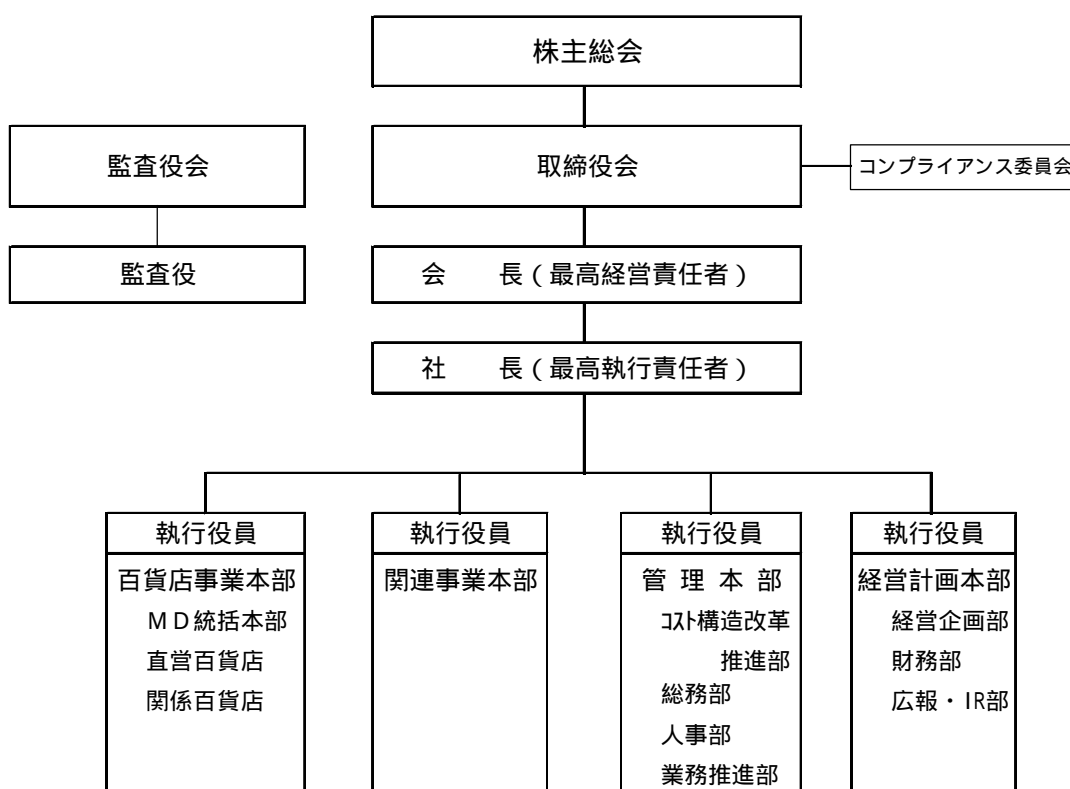 株主総会
監査役会
取締役会
コンプライアンス委員会
監査役
会　　長（最高経営責任者）
社　　長（最高執行責任者）
執行役員
百貨店事業本部
ＭＤ統括本部
直営百貨店
関係百貨店
執行役員
関連事業本部
執行役員
管 理 本 部
ｺｽﾄ構造改革
推進部
総務部
人事部
業務推進部
執行役員
経営計画本部
経営企画部
財務部
広報・IR部